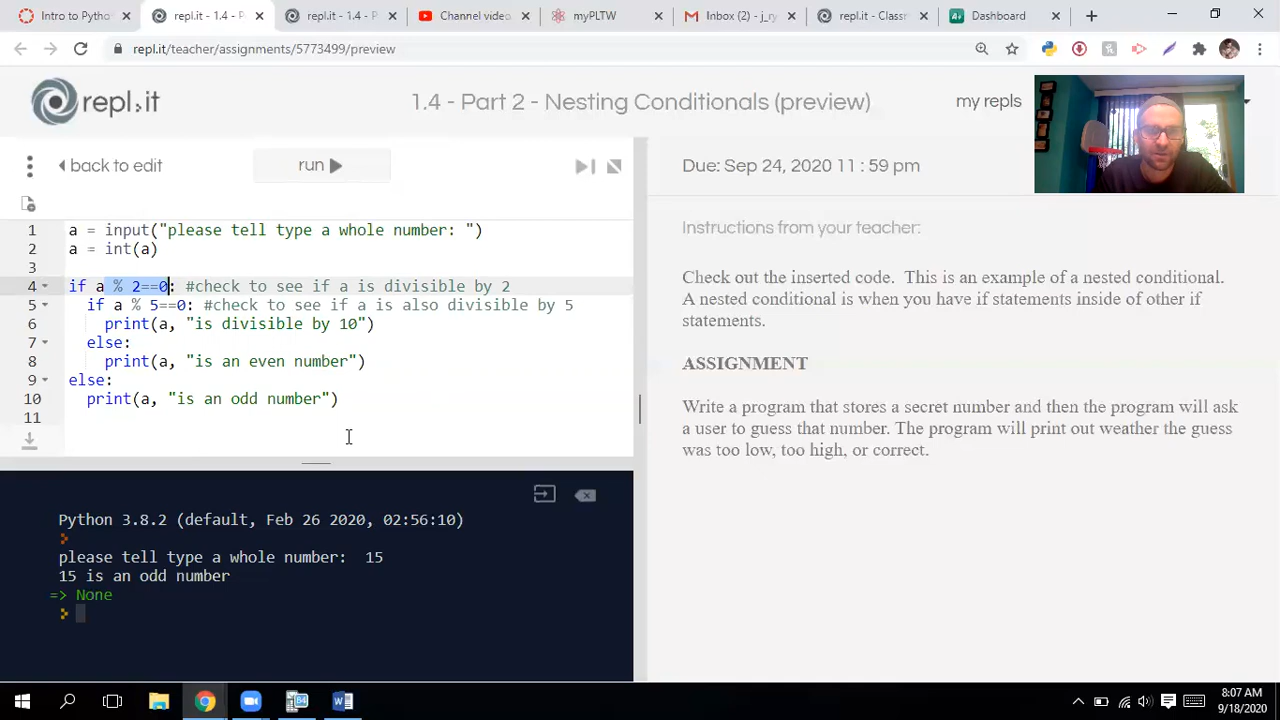 Intro to Python repl.it - 1.4 - P repl.it - 1.4 - P Channel video myPLTW Inbox (2) - j_ry repl.it - Classr Dashboard
repl.it/teacher/assignments/5773499/preview
repl.it 1.4 - Part 2 - Nesting Conditionals (preview) my repls
back to edit run Due: Sep 24, 2020 11 : 59 pm
Instructions from your teacher:
1 a = input("please tell type a whole number: ")
2 a = int(a)
3
4 if a % 2==0: #check to see if a is divisible by 2
5 if a % 5==0: #check to see if a is also divisible by 5
6 print(a, "is divisible by 10")
7 else:
8 print(a, "is an even number")
9 else:
10 print(a, "is an odd number")
11
Check out the inserted code. This is an example of a nested conditional.
A nested conditional is when you have if statements inside of other if
statements.
ASSIGNMENT
Write a program that stores a secret number and then the program will ask
a user to guess that number. The program will print out weather the guess
was too low, too high, or correct.
Python 3.8.2 (default, Feb 26 2020, 02:56:10)
please tell type a whole number: 15
15 is an odd number
=> None
8:07 AM
9/18/2020